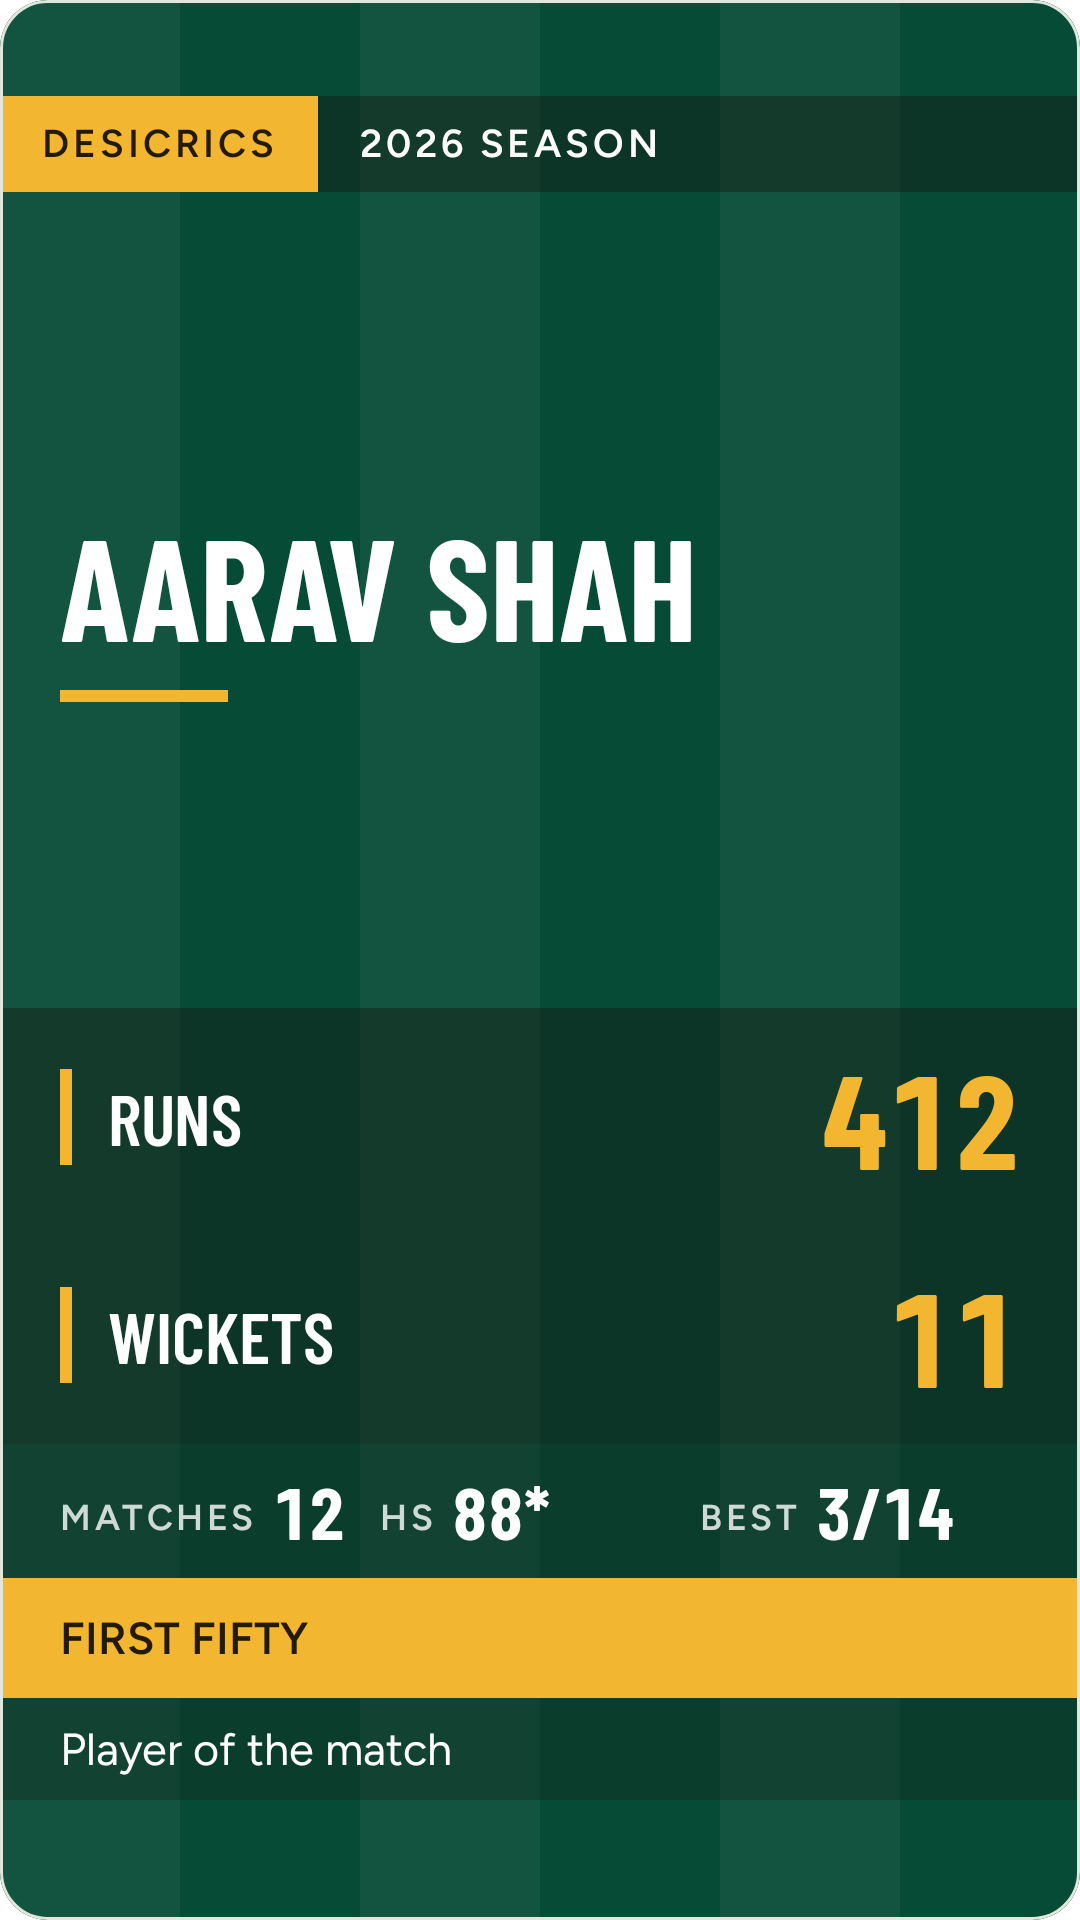 DESICRICS 2026 SEASON
AARAV SHAH
RUNS 412
WICKETS 11
MATCHES 12 HS 88* BEST 3/14
FIRST FIFTY
Player of the match